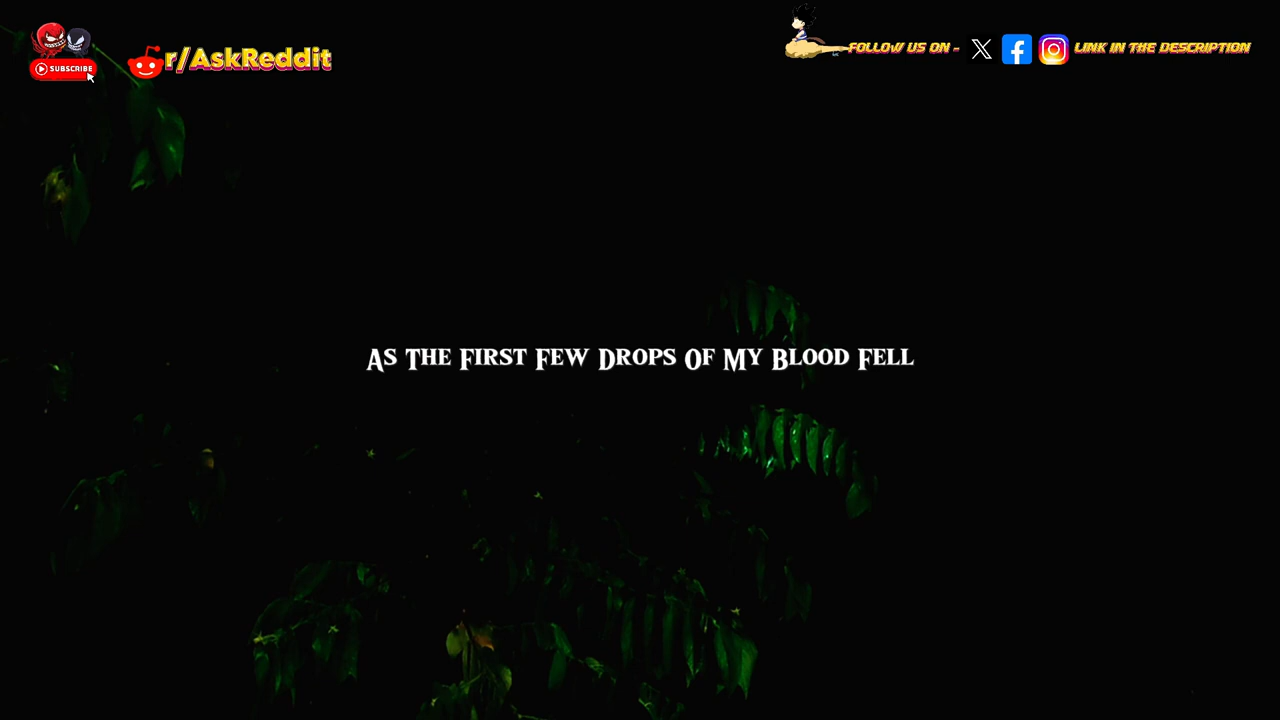 SUBSCRIBE
r/AskReddit
FOLLOW US ON -
LINK IN THE DESCRIPTION
As The First Few Drops Of My Blood Fell